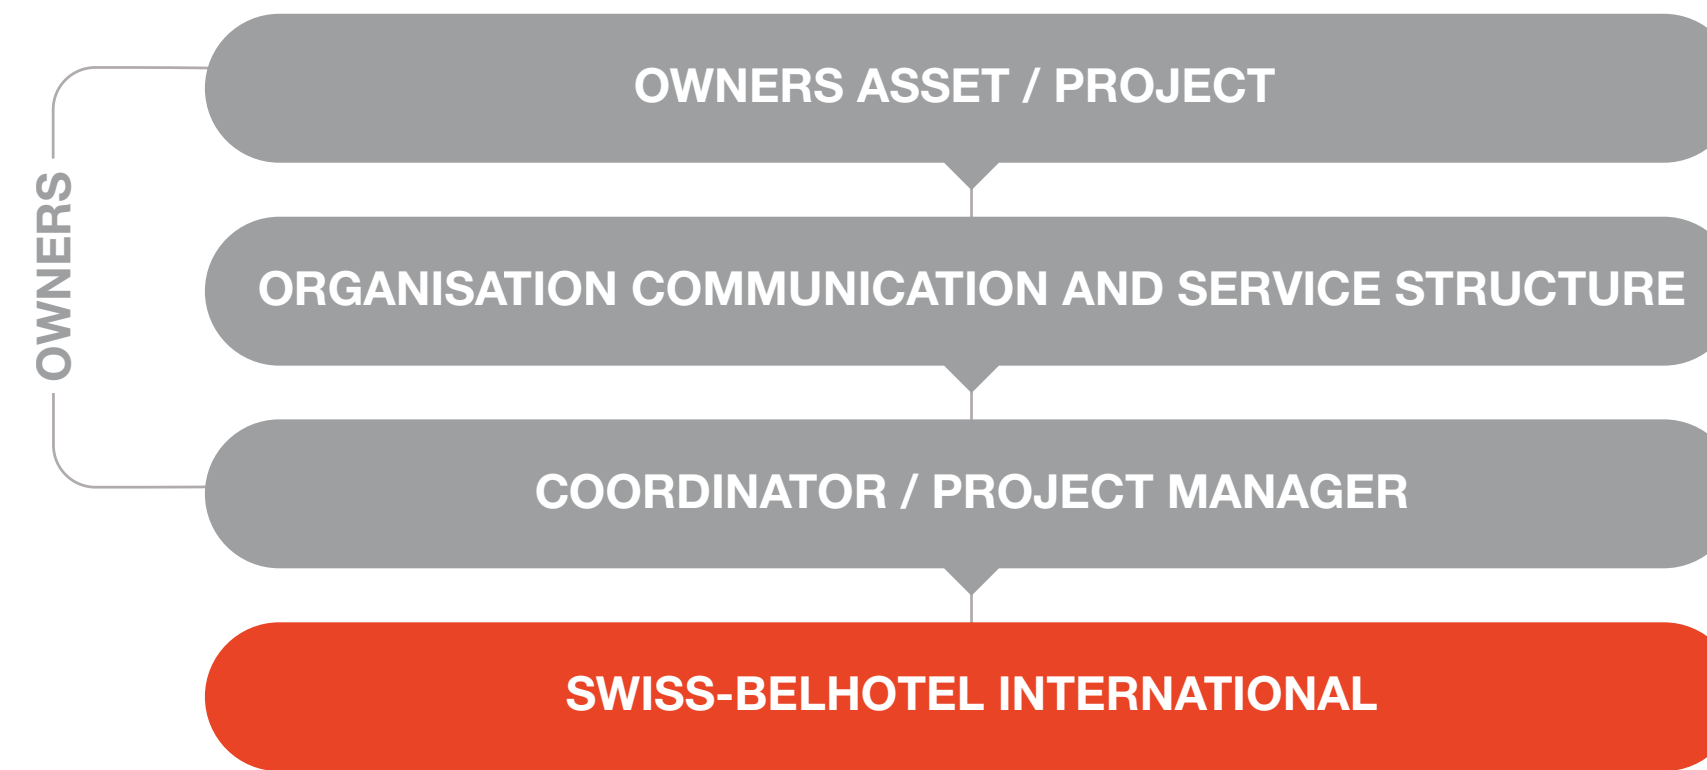 OWNERS ASSET / PROJECT
OWNERS
ORGANISATION COMMUNICATION AND SERVICE STRUCTURE
COORDINATOR / PROJECT MANAGER
SWISS-BELHOTEL INTERNATIONAL